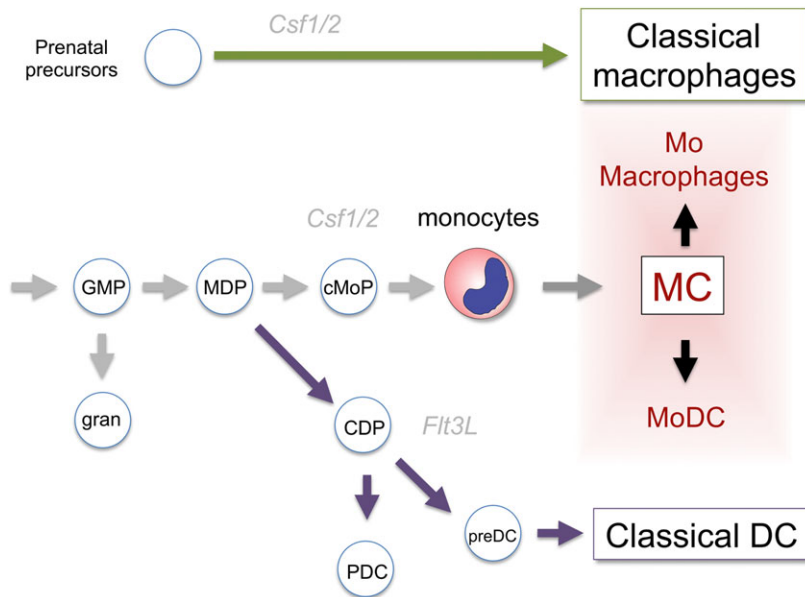 Csf1/2
Prenatal
precursors
Classical
macrophages
Mo
Macrophages
Csf1/2
monocytes
GMP
MDP
cMoP
MC
gran
CDP
Flt3L
MoDC
preDC
Classical DC
PDC